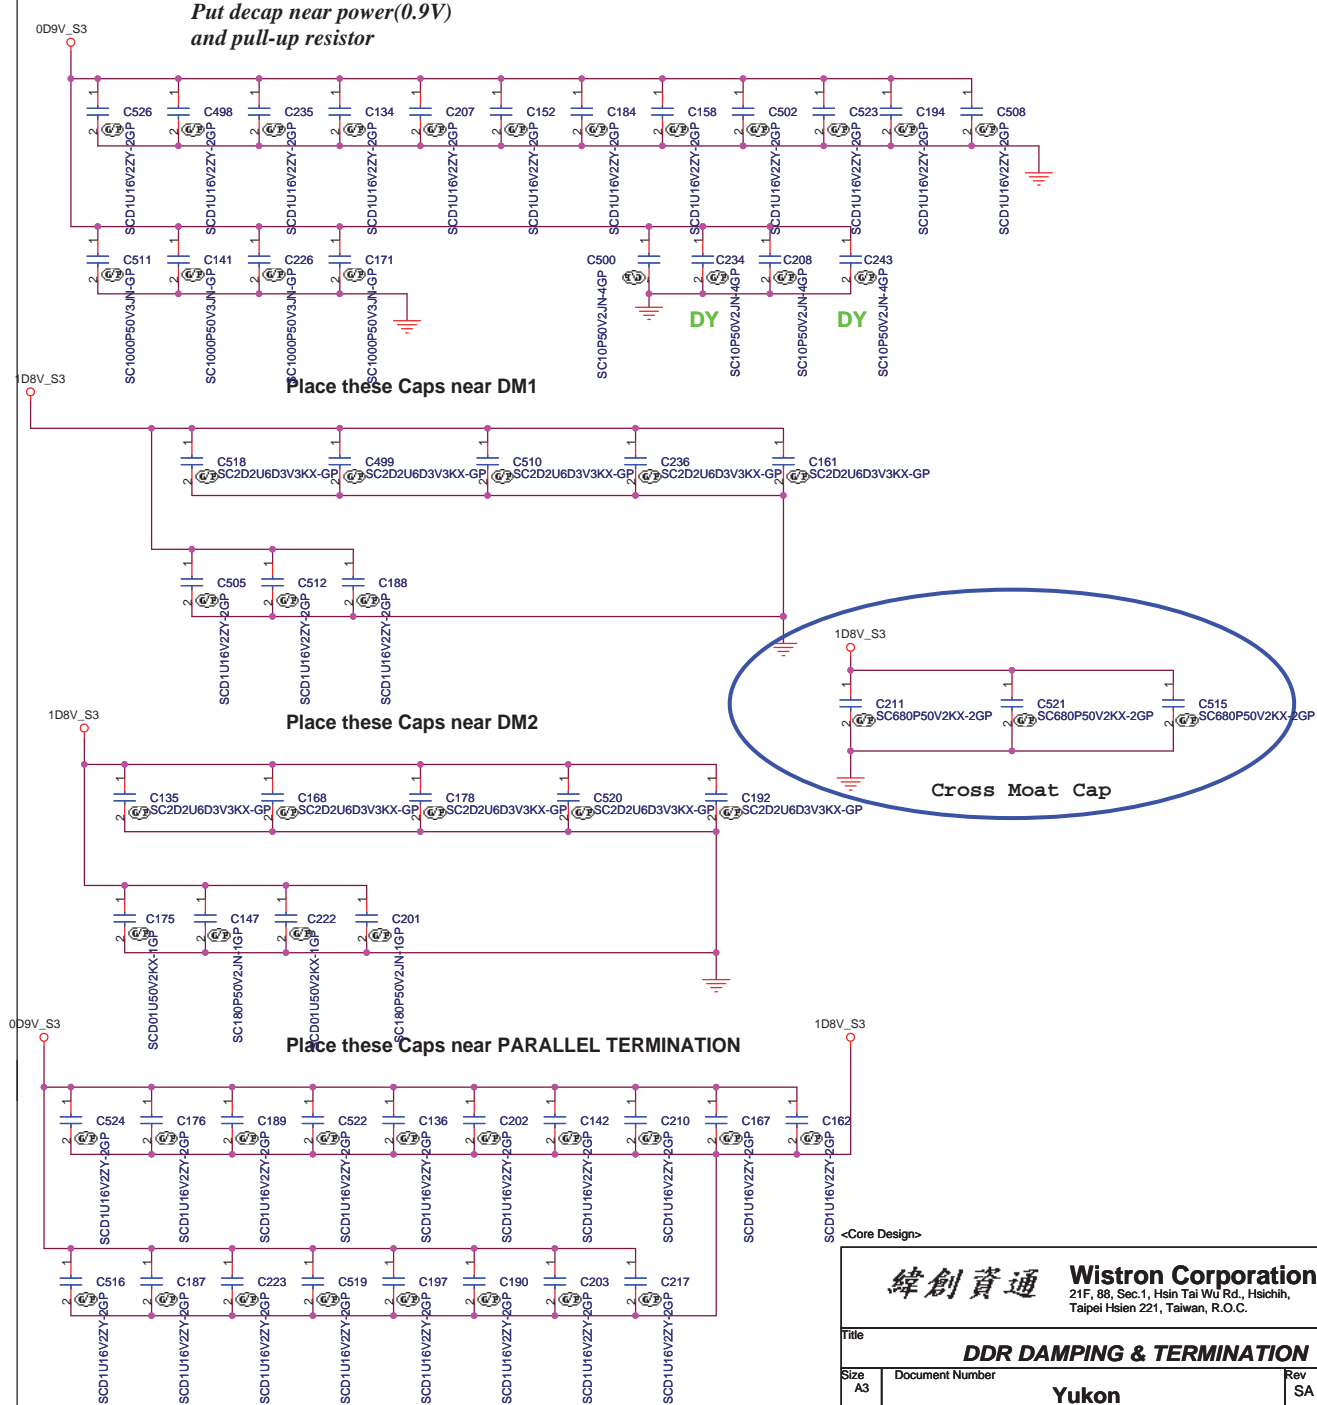 Put decap near power(0.9V)
and pull-up resistor
0D9V_S3
C526 C498 C235 C134 C207 C152 C184 C158 C502 C523 C194 C508
SCD1U16V2ZY-2GP SCD1U16V2ZY-2GP SCD1U16V2ZY-2GP SCD1U16V2ZY-2GP SCD1U16V2ZY-2GP SCD1U16V2ZY-2GP SCD1U16V2ZY-2GP SCD1U16V2ZY-2GP SCD1U16V2ZY-2GP SCD1U16V2ZY-2GP SCD1U16V2ZY-2GP SCD1U16V2ZY-2GP
C511 C141 C226 C171 C500 C234 C208 C243
SC1000P50V3JN-GP SC1000P50V3JN-GP SC1000P50V3JN-GP SC1000P50V3JN-GP SC10P50V2JN-4GP SC10P50V2JN-4GP SC10P50V2JN-4GP SC10P50V2JN-4GP
DY DY
1D8V_S3
Place these Caps near DM1
C518 C499 C510 C236 C161
SC2D2U6D3V3KX-GP SC2D2U6D3V3KX-GP SC2D2U6D3V3KX-GP SC2D2U6D3V3KX-GP SC2D2U6D3V3KX-GP
C505 C512 C188
SCD1U16V2ZY-2GP SCD1U16V2ZY-2GP SCD1U16V2ZY-2GP
1D8V_S3
C211 C521 C515
SC680P50V2KX-2GP SC680P50V2KX-2GP SC680P50V2KX-2GP
Cross Moat Cap
1D8V_S3
Place these Caps near DM2
C135 C168 C178 C520 C192
SC2D2U6D3V3KX-GP SC2D2U6D3V3KX-GP SC2D2U6D3V3KX-GP SC2D2U6D3V3KX-GP SC2D2U6D3V3KX-GP
C175 C147 C222 C201
SCD01U50V2KX-1GP SC180P50V2JN-1GP SCD01U50V2KX-1GP SC180P50V2JN-1GP
0D9V_S3
1D8V_S3
Place these Caps near PARALLEL TERMINATION
C524 C176 C189 C522 C136 C202 C142 C210 C167 C162
SCD1U16V2ZY-2GP SCD1U16V2ZY-2GP SCD1U16V2ZY-2GP SCD1U16V2ZY-2GP SCD1U16V2ZY-2GP SCD1U16V2ZY-2GP SCD1U16V2ZY-2GP SCD1U16V2ZY-2GP SCD1U16V2ZY-2GP SCD1U16V2ZY-2GP
C516 C187 C223 C519 C197 C190 C203 C217
SCD1U16V2ZY-2GP SCD1U16V2ZY-2GP SCD1U16V2ZY-2GP SCD1U16V2ZY-2GP SCD1U16V2ZY-2GP SCD1U16V2ZY-2GP SCD1U16V2ZY-2GP SCD1U16V2ZY-2GP
<Core Design>
緯創資通
Wistron Corporation
21F, 88, Sec.1, Hsin Tai Wu Rd., Hsichih,
Taipei Hsien 221, Taiwan, R.O.C.
Title
DDR DAMPING & TERMINATION
Size
A3
Document Number
Yukon
Rev
SA